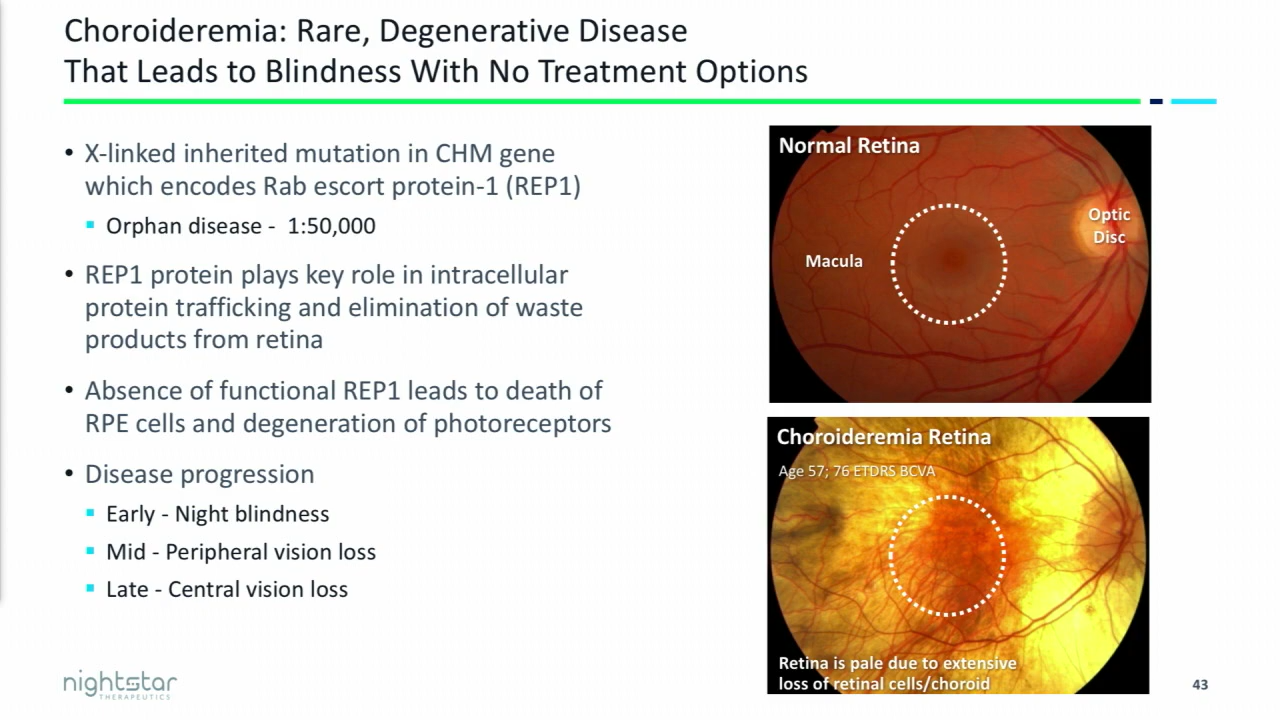 Choroideremia: Rare, Degenerative Disease
That Leads to Blindness With No Treatment Options
• X-linked inherited mutation in CHM gene
which encodes Rab escort protein-1 (REP1)
▪ Orphan disease - 1:50,000
• REP1 protein plays key role in intracellular
protein trafficking and elimination of waste
products from retina
• Absence of functional REP1 leads to death of
RPE cells and degeneration of photoreceptors
• Disease progression
▪ Early - Night blindness
▪ Mid - Peripheral vision loss
▪ Late - Central vision loss
Normal Retina
Optic
Disc
Macula
Choroideremia Retina
Age 57; 76 ETDRS BCVA
Retina is pale due to extensive
loss of retinal cells/choroid
nightstar
THERAPEUTICS
43